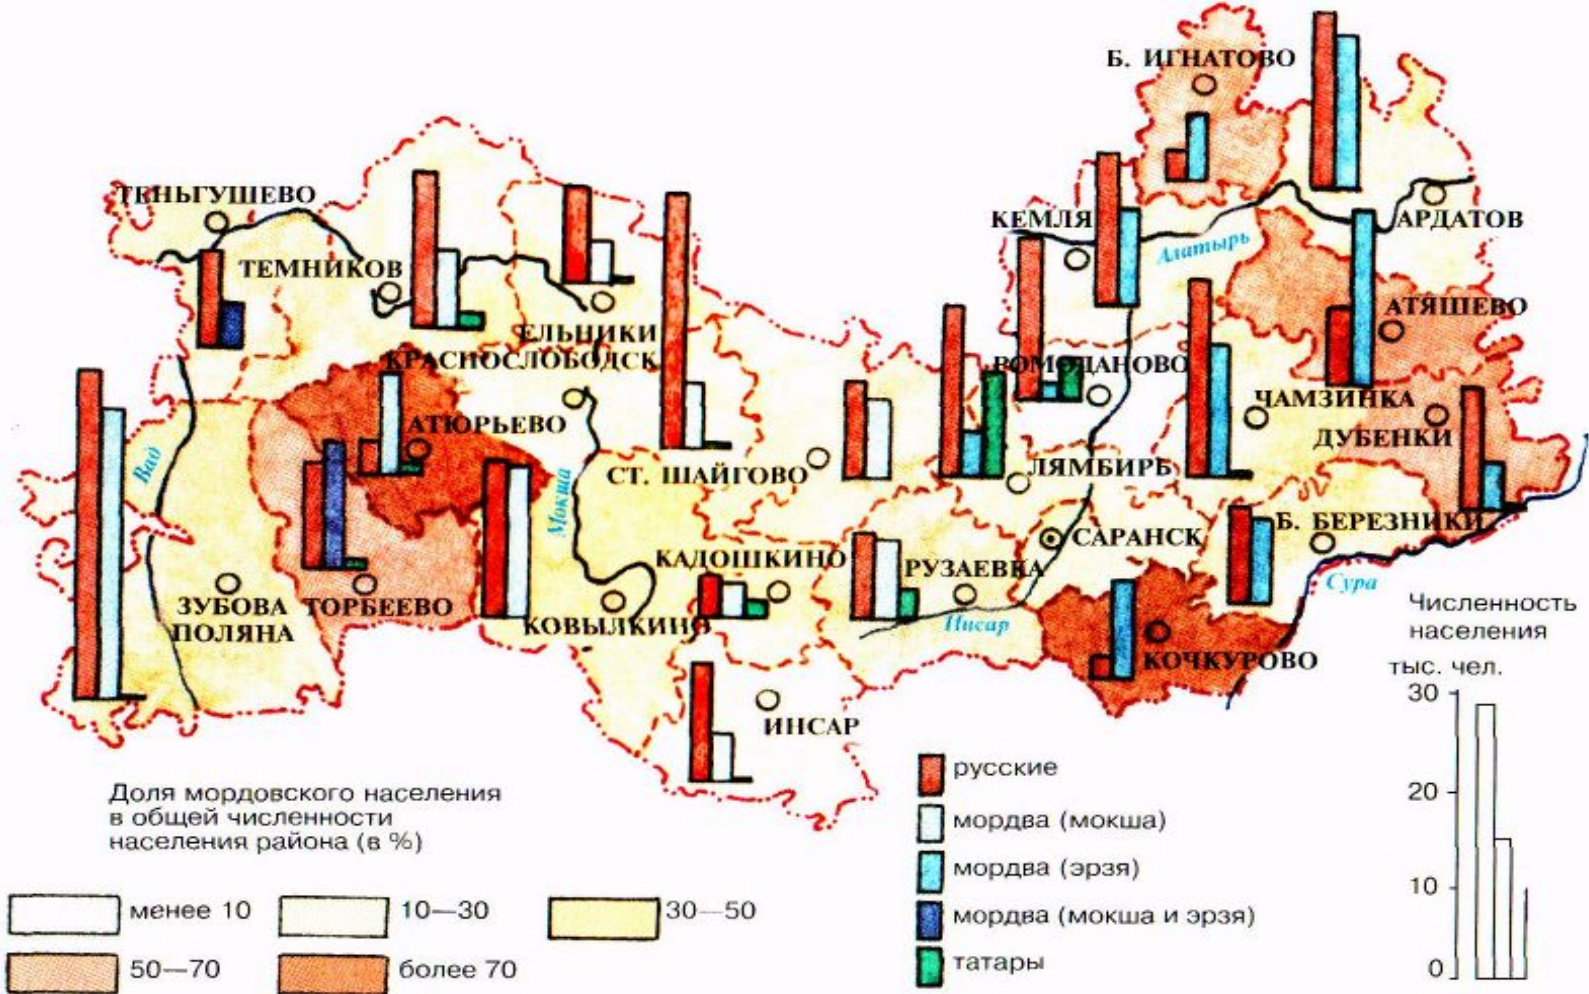 Б. ИГНАТОВО
ТЕНЬГУШЕВО
КЕМЛЯ
АРДАТОВ
Алатырь
ТЕМНИКОВ
АТЯШЕВО
ЕЛЬНИКИ
КРАСНОСЛОБОДСК
РОМОДАНОВО
ЧАМЗИНКА
АТЮРЬЕВО
ДУБЕНКИ
Вад
Мокша
СТ. ШАЙГОВО
ЛЯМБИРЬ
САРАНСК
Б. БЕРЕЗНИКИ
КАДОШКИНО
РУЗАЕВКА
Сура
ЗУБОВА
ПОЛЯНА
ТОРБЕЕВО
КОВЫЛКИНО
Инсар
КОЧКУРОВО
ИНСАР
Численность
населения
тыс. чел.
30
20
10
0
русские
мордва (мокша)
мордва (эрзя)
мордва (мокша и эрзя)
татары
Доля мордовского населения
в общей численности
населения района (в %)
менее 10
10—30
30—50
50—70
более 70